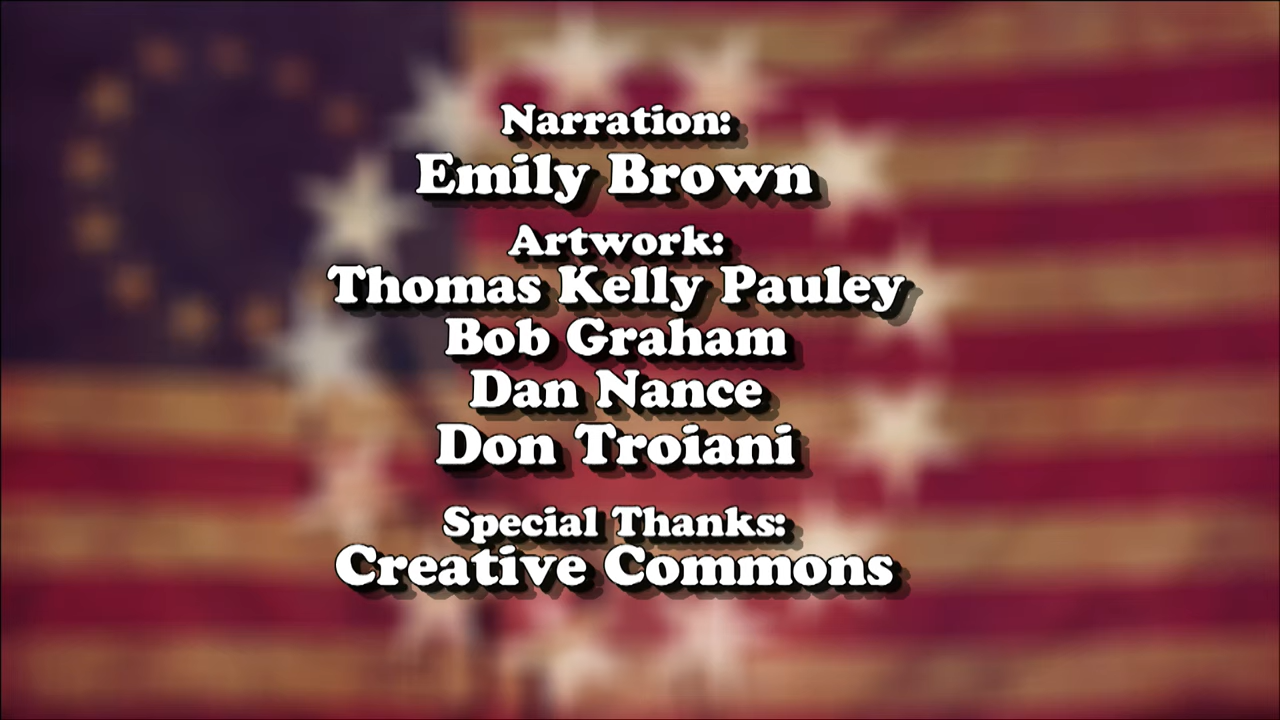 Narration:
Emily Brown
Artwork:
Thomas Kelly Pauley
Bob Graham
Dan Nance
Don Troiani
Special Thanks:
Creative Commons